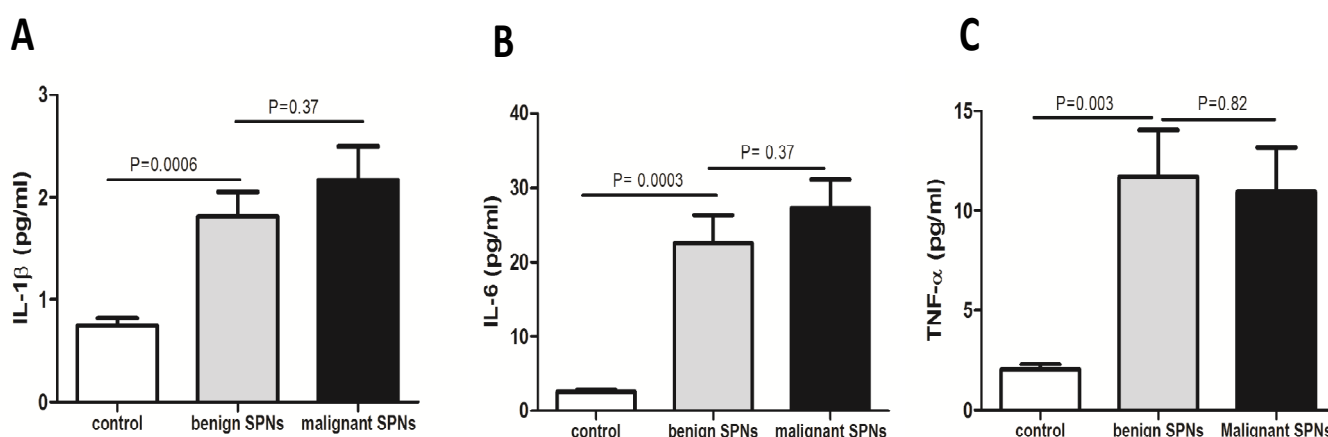 A
IL-1β (pg/ml)
3
2
1
0
P=0.0006
P=0.37
control
benign SPNs
malignant SPNs
B
IL-6 (pg/ml)
40
30
20
10
0
P= 0.0003
P= 0.37
control
benign SPNs
malignant SPNs
C
TNF-α (pg/ml)
15
10
5
0
P=0.003
P=0.82
control
benign SPNs
Malignant SPNs